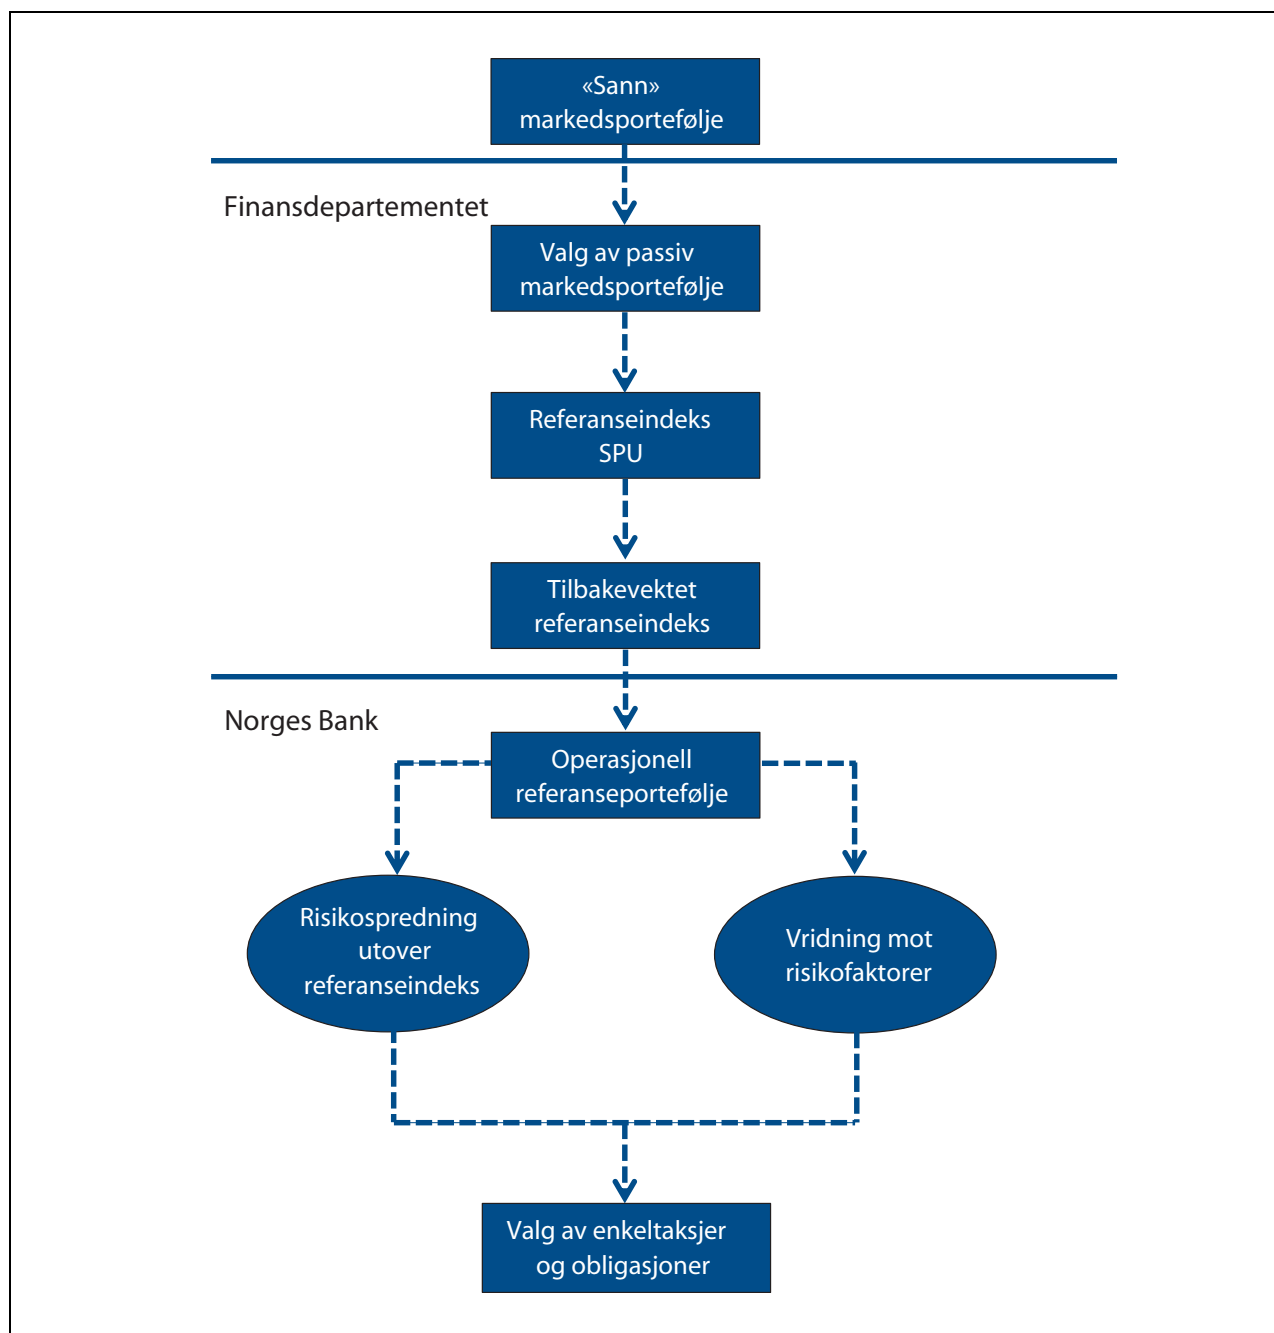 «Sann»
markedsportefølje
Finansdepartementet
Valg av passiv
markedsportefølje
Referanseindeks
SPU
Tilbakevektet
referanseindeks
Norges Bank
Operasjonell
referanseportefølje
Risikospredning
utover
referanseindeks
Vridning mot
risikofaktorer
Valg av enkeltaksjer
og obligasjoner